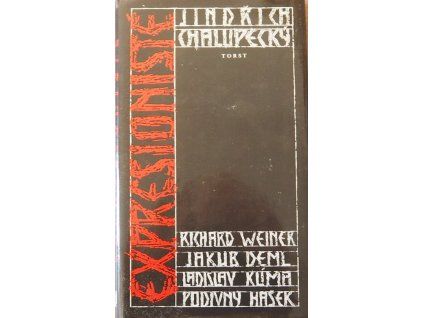 JINDŘICH
CHALUPECKÝ
TORST
EXPRESIONISTÉ
RICHARD WEINER
JAKUB DEML
LADISLAV KLÍMA
PODIVNÝ HAŠEK